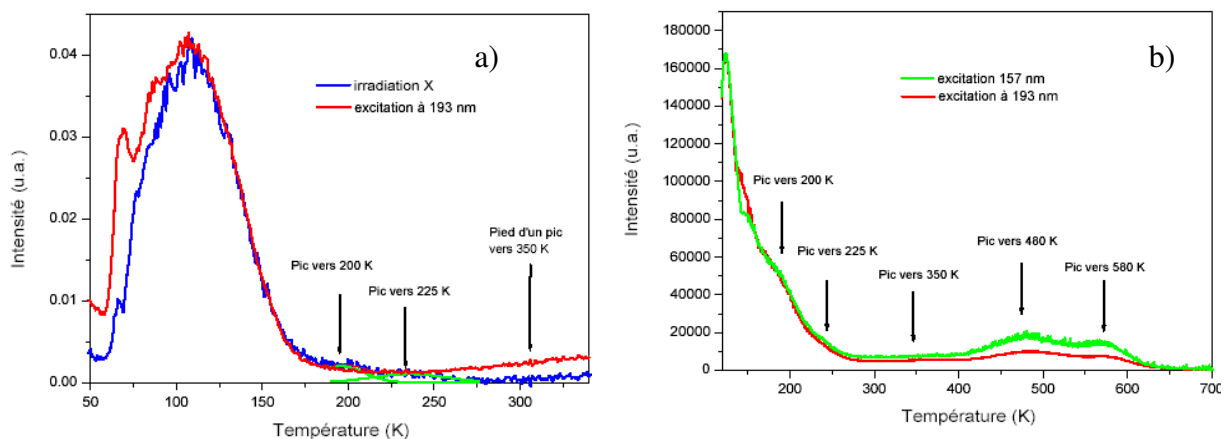 a)
irradiation X
excitation à 193 nm
Pied d'un pic
vers 350 K
Pic vers 200 K
Pic vers 225 K
0.04
0.03
0.02
0.01
0.00
50 100 150 200 250 300
Intensité (u.a.)
Température (K)
b)
excitation 157 nm
excitation à 193 nm
Pic vers 200 K
Pic vers 225 K
Pic vers 350 K
Pic vers 480 K
Pic vers 580 K
180000
160000
140000
120000
100000
80000
60000
40000
20000
0
200 300 400 500 600 700
Intensité (u.a.)
Température (K)